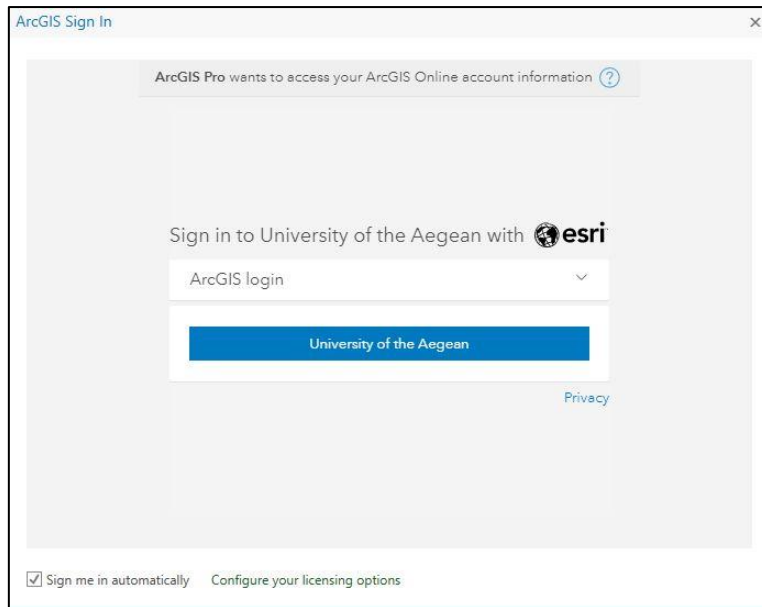 ArcGIS Sign In
ArcGIS Pro wants to access your ArcGIS Online account information ?
Sign in to University of the Aegean with esri
ArcGIS login
University of the Aegean
Privacy
Sign me in automatically Configure your licensing options